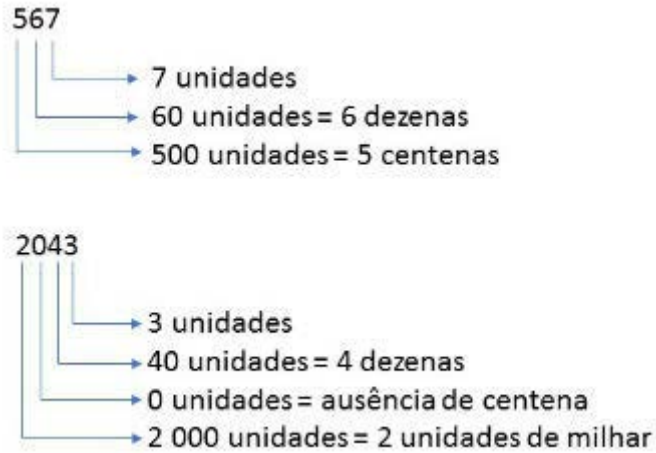 567
7 unidades
60 unidades = 6 dezenas
500 unidades = 5 centenas
2043
3 unidades
40 unidades = 4 dezenas
0 unidades = ausência de centena
2 000 unidades = 2 unidades de milhar